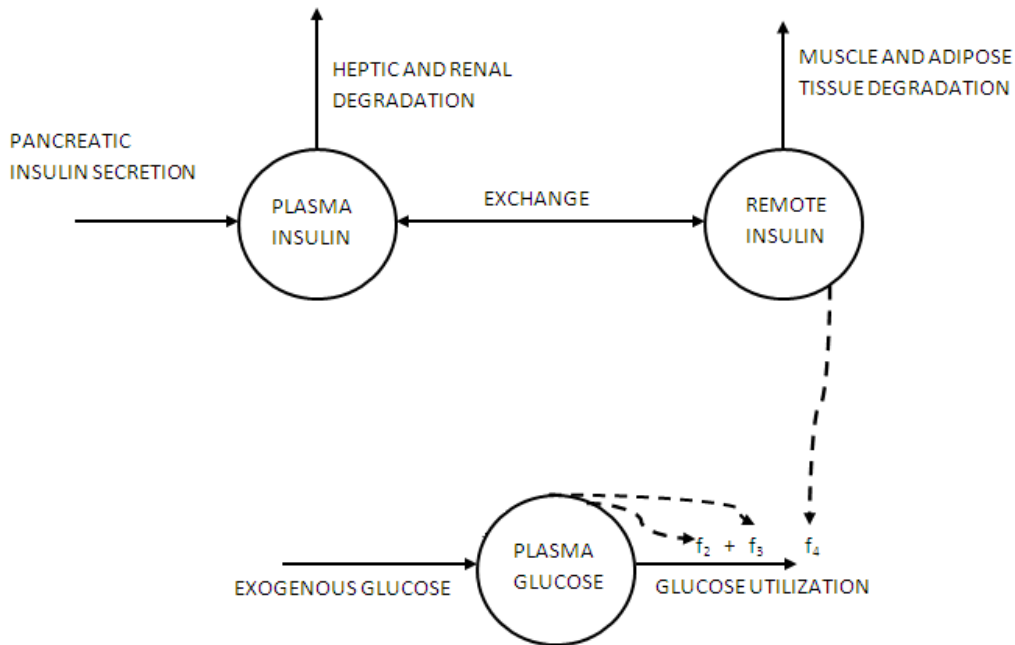 HEPTIC AND RENAL
DEGRADATION
MUSCLE AND ADIPOSE
TISSUE DEGRADATION
PANCREATIC
INSULIN SECRETION
PLASMA
INSULIN
EXCHANGE
REMOTE
INSULIN
PLASMA
GLUCOSE
f₂ + f₃ f₄
EXOGENOUS GLUCOSE
GLUCOSE UTILIZATION